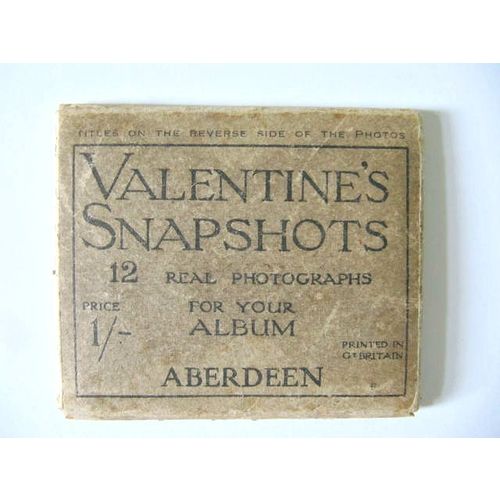 TITLES ON THE REVERSE SIDE OF THE PHOTOS
VALENTINE'S
SNAPSHOTS
12 REAL PHOTOGRAPHS
PRICE
1/-
FOR YOUR
ALBUM
PRINTED IN
GT BRITAIN
ABERDEEN